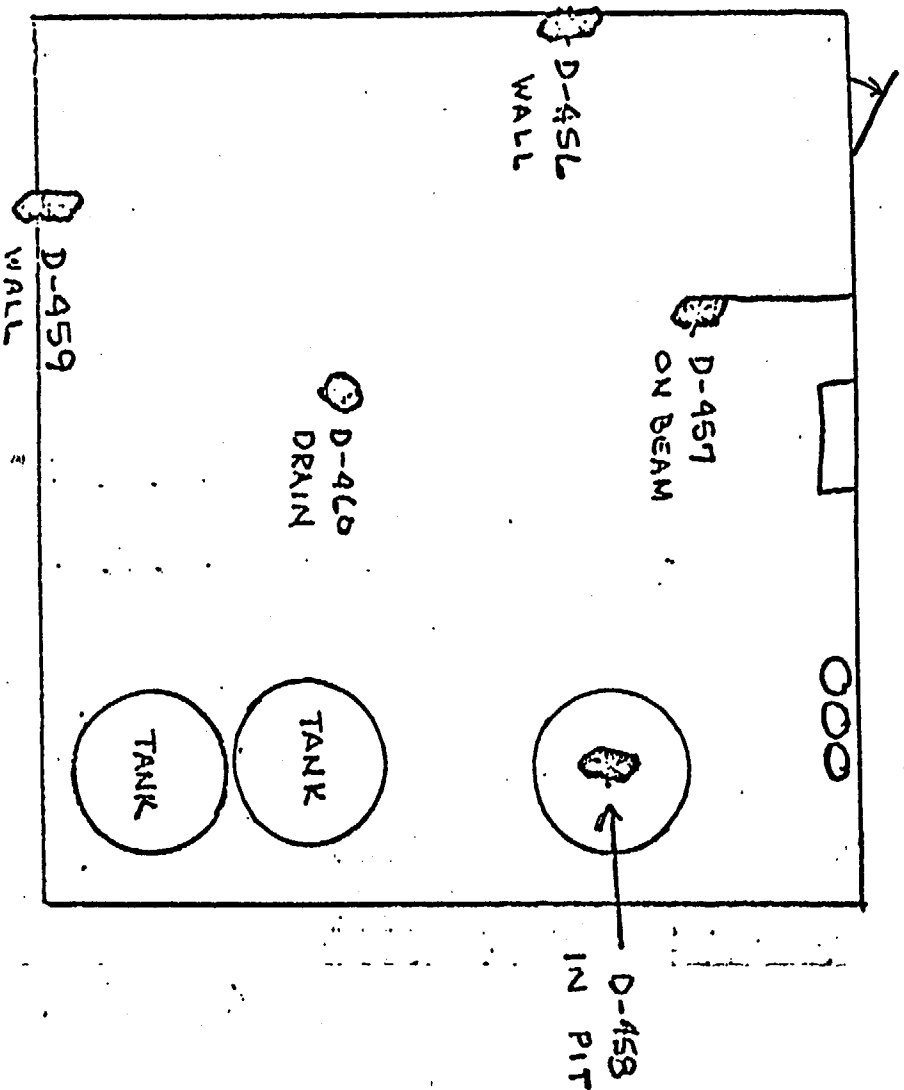 D-456
WALL
D-457
ON BEAM
D-458
IN PIT
D-460
DRAIN
D-459
WALL
TANK
TANK